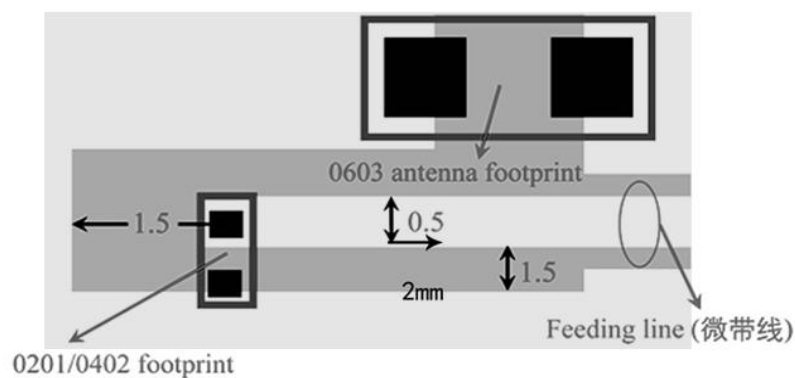 0603 antenna footprint
1.5
0.5
1.5
2mm
Feeding line (微带线)
0201/0402 footprint